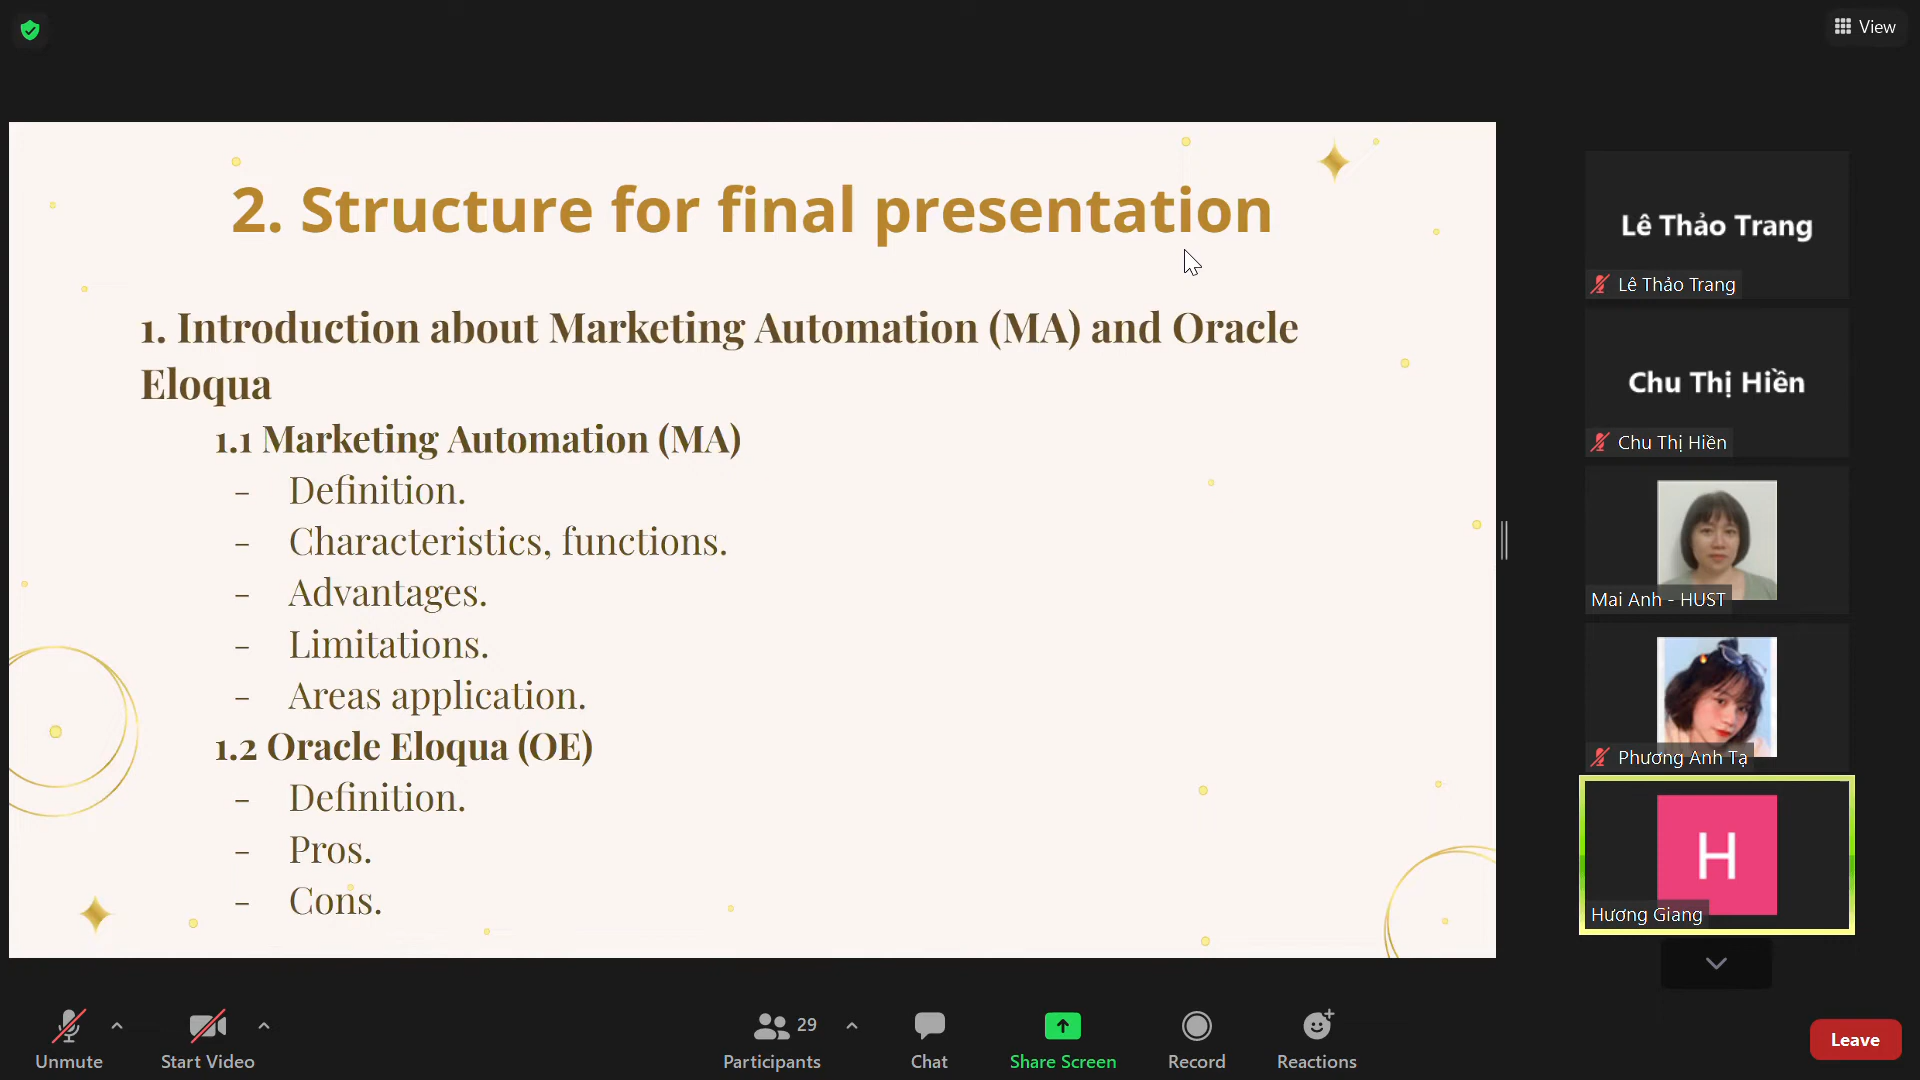 View
2. Structure for final presentation
1. Introduction about Marketing Automation (MA) and Oracle
Eloqua
1.1 Marketing Automation (MA)
- Definition.
- Characteristics, functions.
- Advantages.
- Limitations.
- Areas application.
1.2 Oracle Eloqua (OE)
- Definition.
- Pros.
- Cons.
Lê Thảo Trang
Lê Thảo Trang
Chu Thị Hiền
Chu Thị Hiền
Mai Anh - HUST
Phương Anh Tạ
H
Hương Giang
Unmute
Start Video
29
Participants
Chat
Share Screen
Record
Reactions
Leave